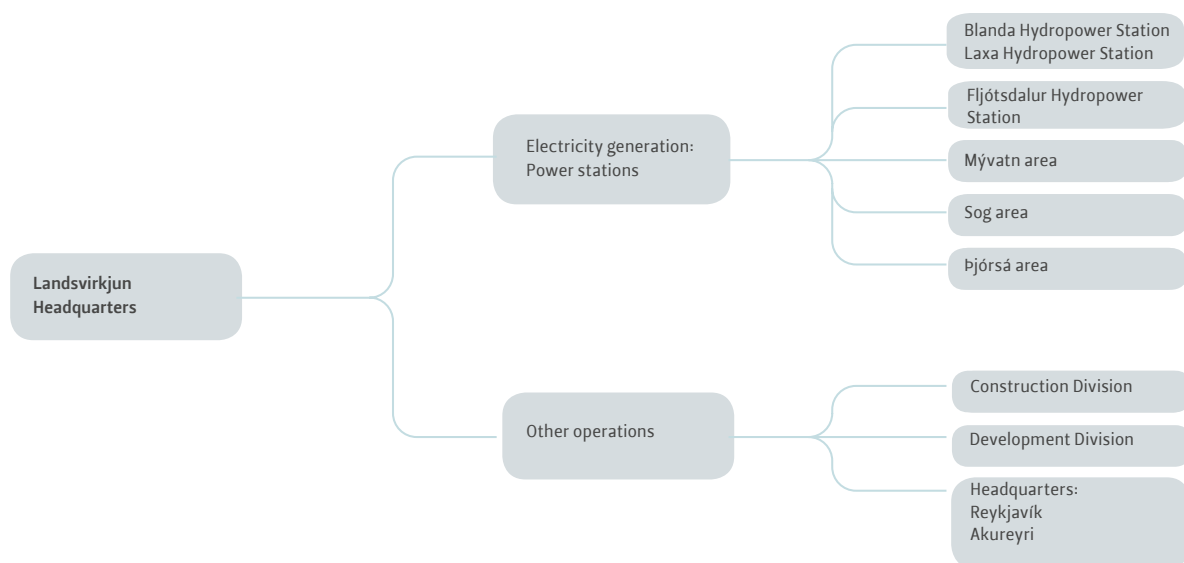 Landsvirkjun
Headquarters
Electricity generation:
Power stations
Blanda Hydropower Station
Laxa Hydropower Station
Fljótsdalur Hydropower
Station
Mývatn area
Sog area
Þjórsá area
Other operations
Construction Division
Development Division
Headquarters:
Reykjavík
Akureyri